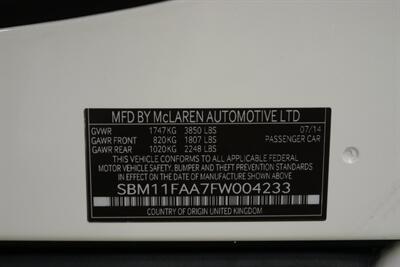 MFD BY McLAREN AUTOMOTIVE LTD
GVWR 1747KG 3850 LBS 07/14
GAWR FRONT 820KG 1807 LBS PASSENGER CAR
GAWR REAR 1020KG 2248 LBS
THIS VEHICLE CONFORMS TO ALL APPLICABLE FEDERAL
MOTOR VEHICLE SAFETY, BUMPER AND THEFT PREVENTION STANDARDS
IN EFFECT ON THE DATE OF MANUFACTURE SHOWN ABOVE
SBM11FAA7FW004233
COUNTRY OF ORIGIN UNITED KINGDOM